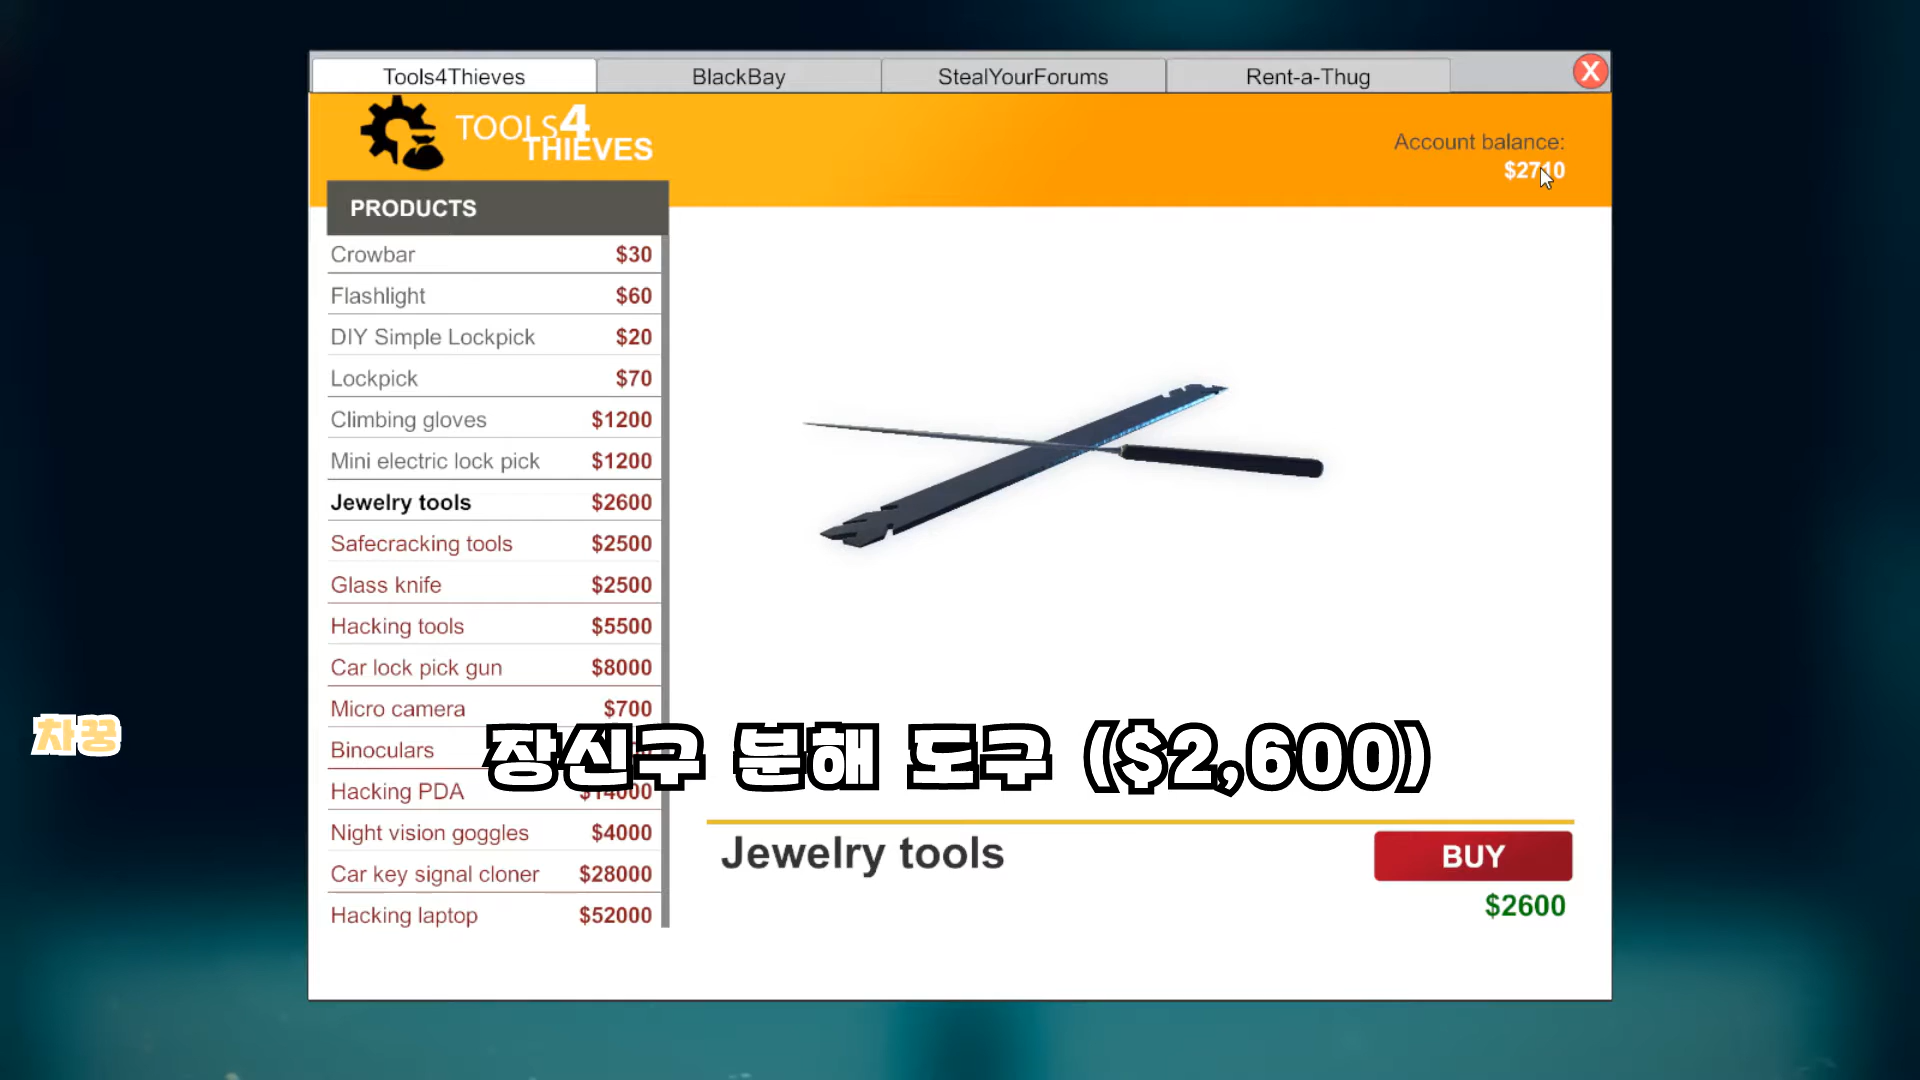 Tools4Thieves BlackBay StealYourForums Rent-a-Thug X
TOOLS4
THIEVES
Account balance:
$2710
PRODUCTS
Crowbar $30
Flashlight $60
DIY Simple Lockpick $20
Lockpick $70
Climbing gloves $1200
Mini electric lock pick $1200
Jewelry tools $2600
Safecracking tools $2500
Glass knife $2500
Hacking tools $5500
Car lock pick gun $8000
Micro camera $700
Binoculars
Hacking PDA $14000
Night vision goggles $4000
Car key signal cloner $28000
Hacking laptop $52000
차꿍
장신구 분해 도구 ($2,600)
Jewelry tools
BUY
$2600